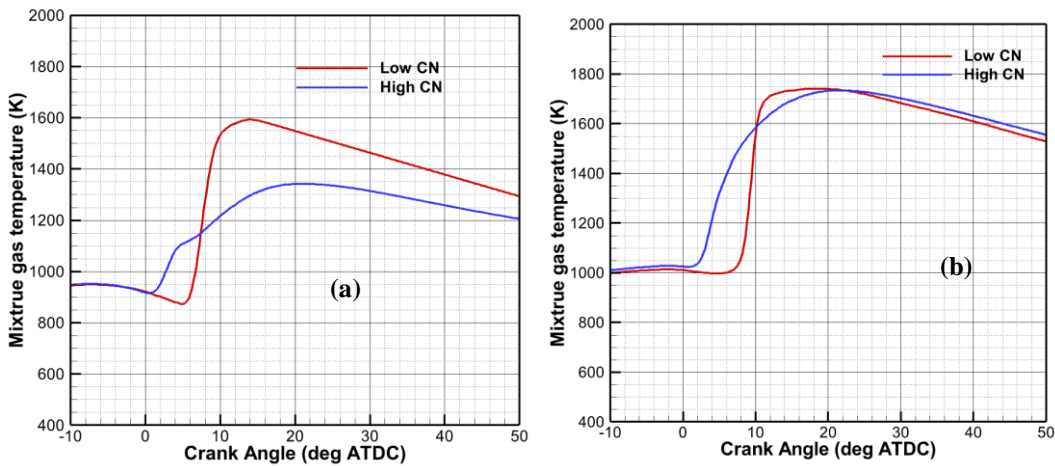 2000
1800
1600
1400
1200
1000
800
600
400
Mixtrue gas temperature (K)
Low CN
High CN
(a)
-10 0 10 20 30 40 50
Crank Angle (deg ATDC)
2000
1800
1600
1400
1200
1000
800
600
400
Mixtrue gas temperature (K)
Low CN
High CN
(b)
-10 0 10 20 30 40 50
Crank Angle (deg ATDC)